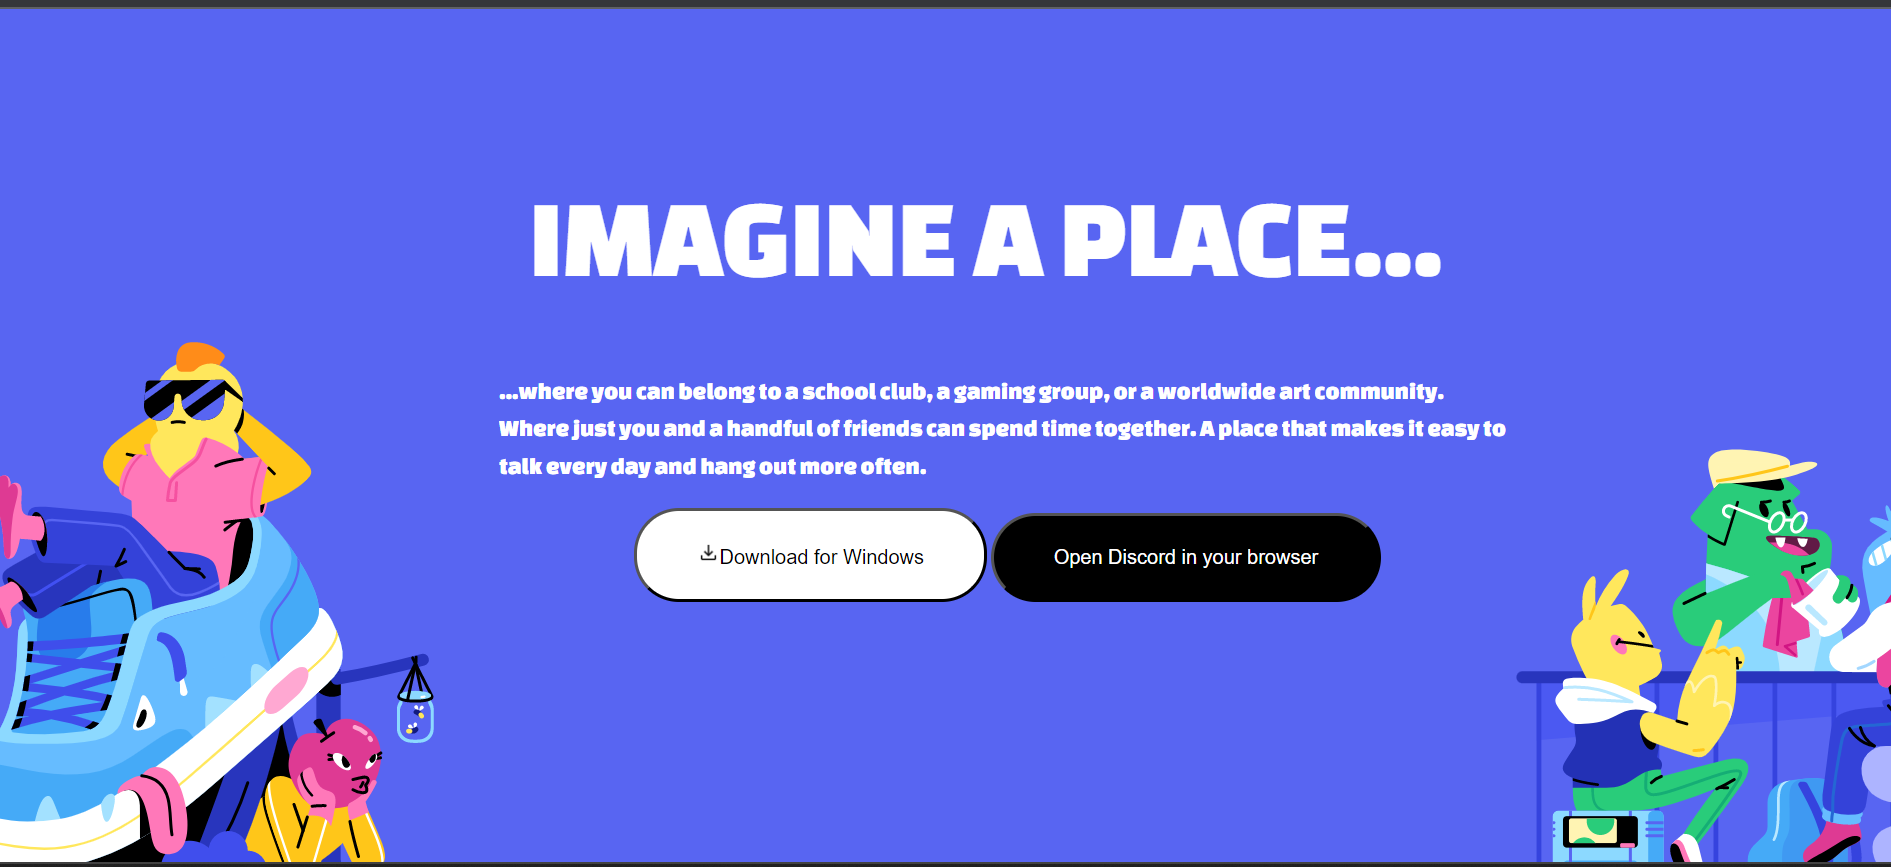 IMAGINE A PLACE...
...where you can belong to a school club, a gaming group, or a worldwide art community.
Where just you and a handful of friends can spend time together. A place that makes it easy to
talk every day and hang out more often.
Download for Windows
Open Discord in your browser